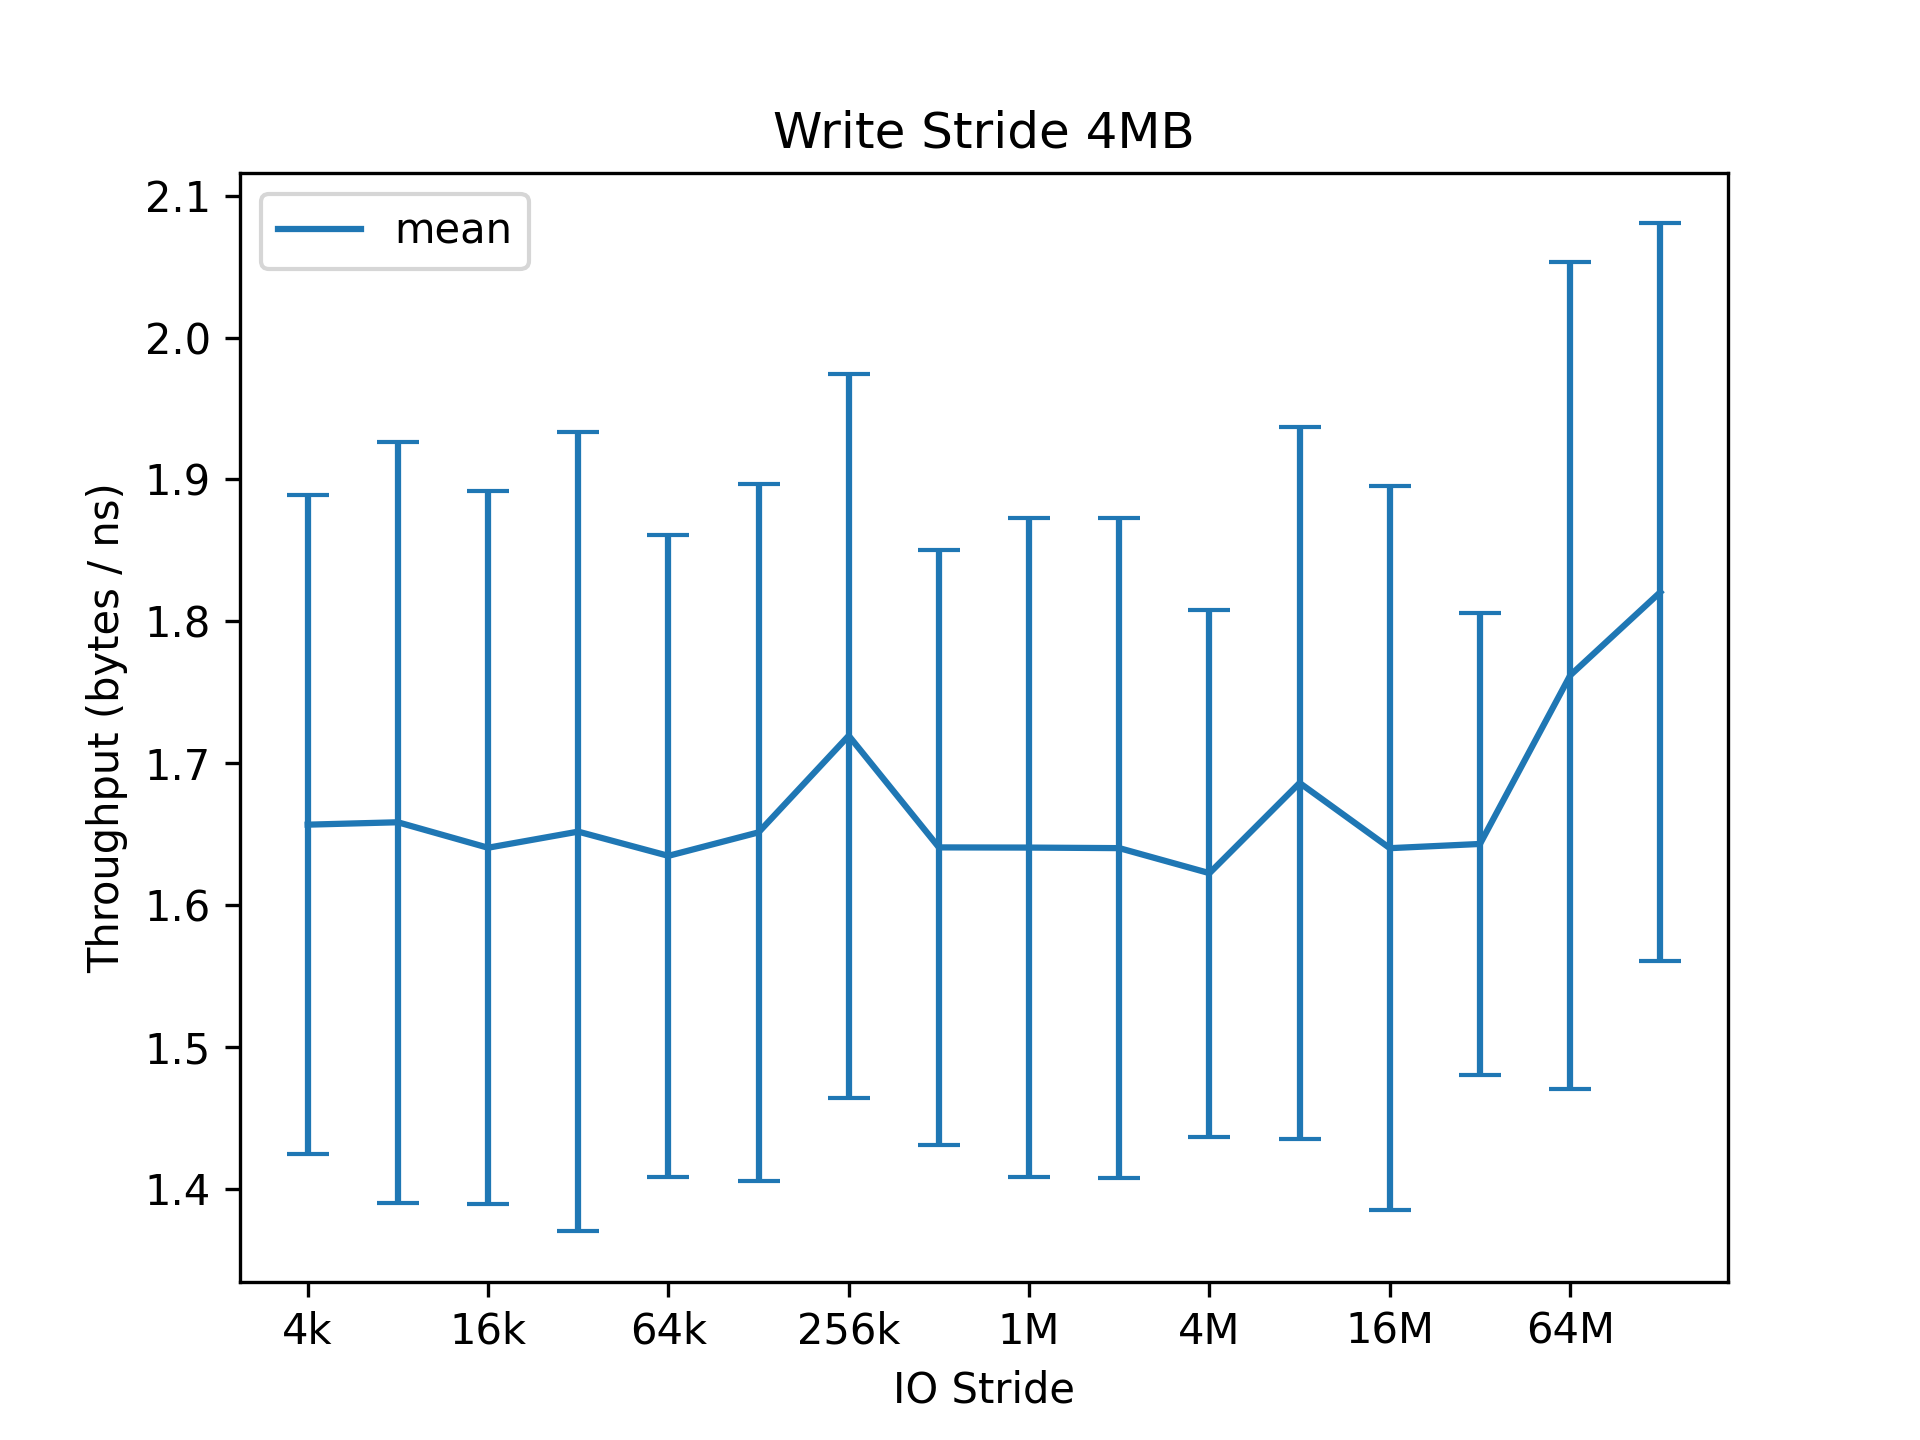 Write Stride 4MB
mean
2.1
2.0
1.9
1.8
1.7
1.6
1.5
1.4
Throughput (bytes / ns)
4k 16k 64k 256k 1M 4M 16M 64M
IO Stride